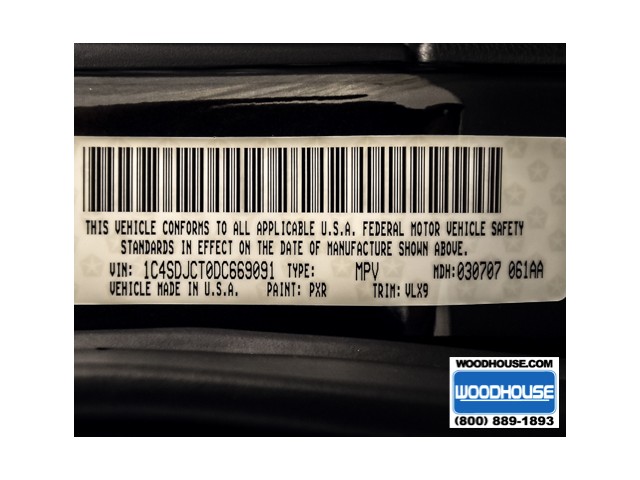 THIS VEHICLE CONFORMS TO ALL APPLICABLE U.S.A. FEDERAL MOTOR VEHICLE SAFETY
STANDARDS IN EFFECT ON THE DATE OF MANUFACTURE SHOWN ABOVE.
VIN: 1C4SDJCT0DC669091 TYPE: MPV MDH:030707 061AA
VEHICLE MADE IN U.S.A. PAINT: PXR TRIM: VLX9
WOODHOUSE.COM
WOODHOUSE
(800) 889-1893